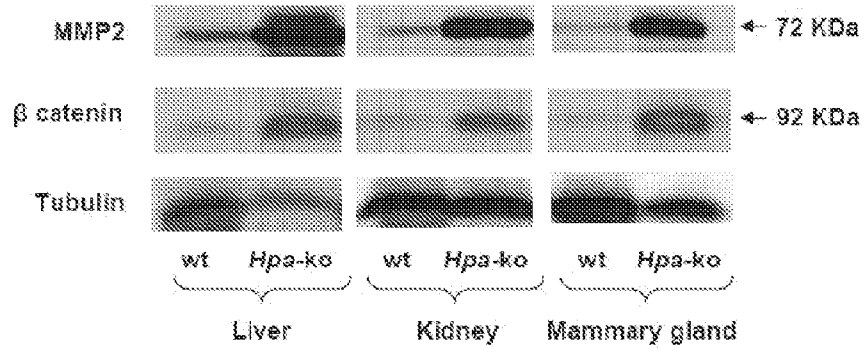 MMP2 ← 72 KDa
β catenin ← 92 KDa
Tubulin
wt Hpa-ko wt Hpa-ko wt Hpa-ko
Liver Kidney Mammary gland